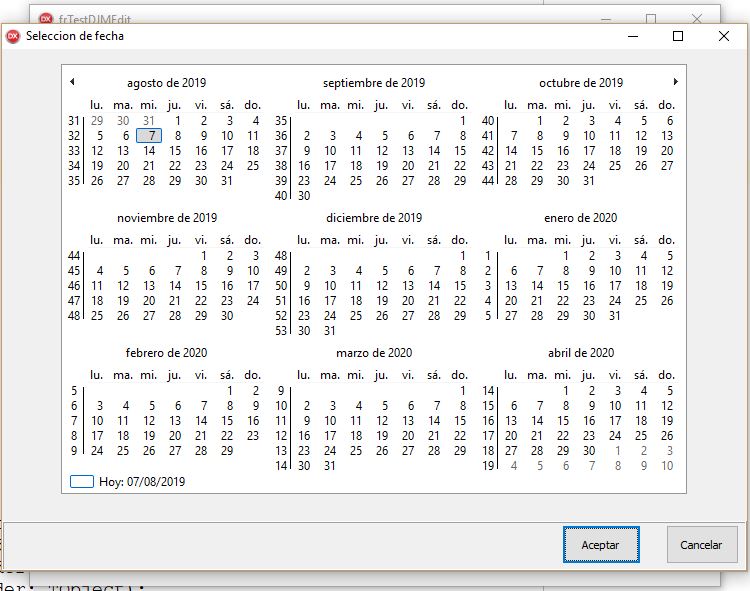 frTestDJMEdit
DX Seleccion de fecha
agosto de 2019 septiembre de 2019 octubre de 2019
lu. ma. mi. ju. vi. sá. do. lu. ma. mi. ju. vi. sá. do. lu. ma. mi. ju. vi. sá. do.
31 29 30 31 1 2 3 4 35 1 40 1 2 3 4 5 6
32 5 6 7 8 9 10 11 36 2 3 4 5 6 7 8 41 7 8 9 10 11 12 13
33 12 13 14 15 16 17 18 37 9 10 11 12 13 14 15 42 14 15 16 17 18 19 20
34 19 20 21 22 23 24 25 38 16 17 18 19 20 21 22 43 21 22 23 24 25 26 27
35 26 27 28 29 30 31 39 23 24 25 26 27 28 29 44 28 29 30 31
40 30
noviembre de 2019 diciembre de 2019 enero de 2020
lu. ma. mi. ju. vi. sá. do. lu. ma. mi. ju. vi. sá. do. lu. ma. mi. ju. vi. sá. do.
44 1 2 3 48 1 1 1 2 3 4 5
45 4 5 6 7 8 9 10 49 2 3 4 5 6 7 8 2 6 7 8 9 10 11 12
46 11 12 13 14 15 16 17 50 9 10 11 12 13 14 15 3 13 14 15 16 17 18 19
47 18 19 20 21 22 23 24 51 16 17 18 19 20 21 22 4 20 21 22 23 24 25 26
48 25 26 27 28 29 30 52 23 24 25 26 27 28 29 5 27 28 29 30 31
53 30 31
febrero de 2020 marzo de 2020 abril de 2020
lu. ma. mi. ju. vi. sá. do. lu. ma. mi. ju. vi. sá. do. lu. ma. mi. ju. vi. sá. do.
5 1 2 9 1 14 1 2 3 4 5
6 3 4 5 6 7 8 9 10 2 3 4 5 6 7 8 15 6 7 8 9 10 11 12
7 10 11 12 13 14 15 16 11 9 10 11 12 13 14 15 16 13 14 15 16 17 18 19
8 17 18 19 20 21 22 23 12 16 17 18 19 20 21 22 17 20 21 22 23 24 25 26
9 24 25 26 27 28 29 13 23 24 25 26 27 28 29 18 27 28 29 30 1 2 3
14 30 31 19 4 5 6 7 8 9 10
Hoy: 07/08/2019
Aceptar Cancelar
der: TObject);